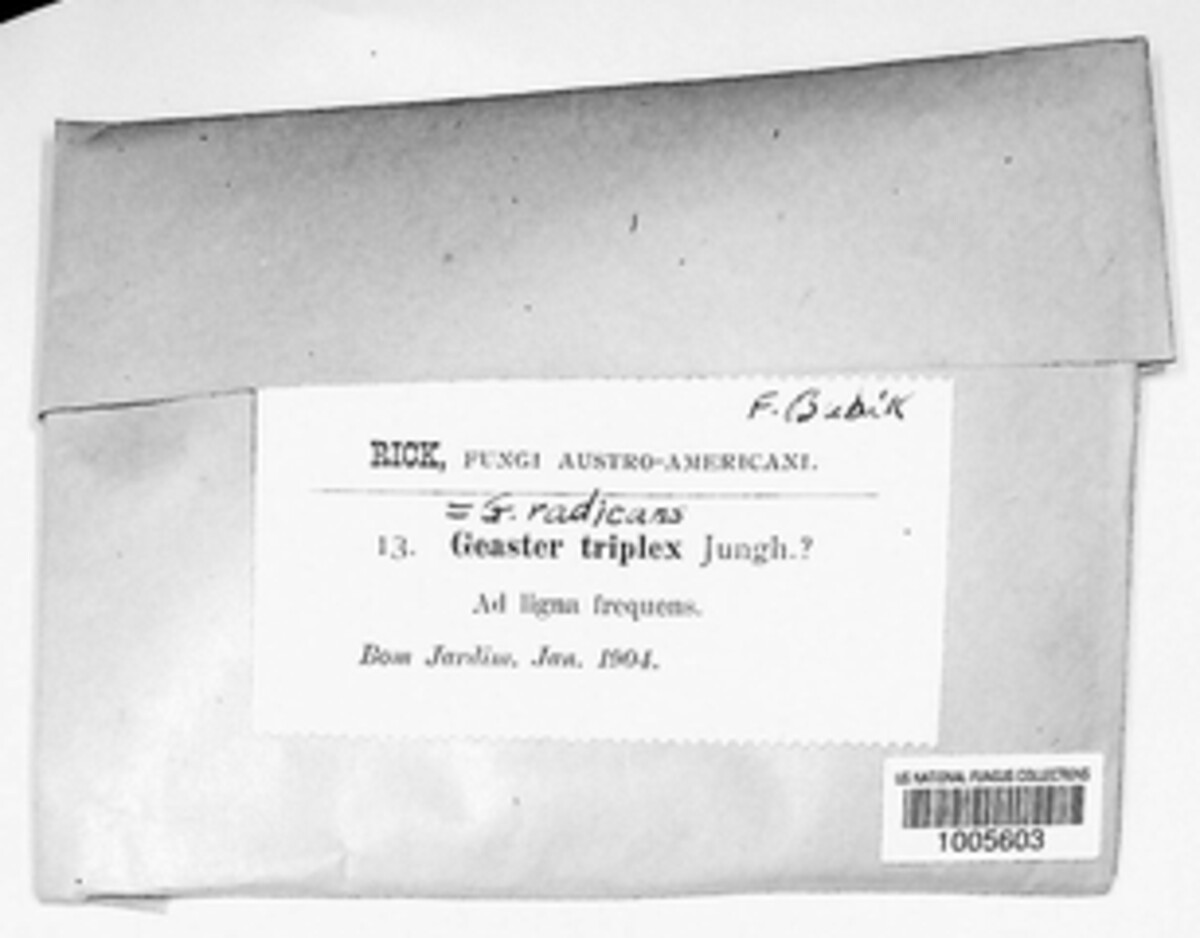 F. Bubák
RICK, FUNGI AUSTRO-AMERICANI.
= G. radicans
13. Geaster triplex Jungh.?
Ad ligna frequens.
Bom Jardim, Jan. 1904.
US NATIONAL FUNGUS COLLECTIONS
1005603